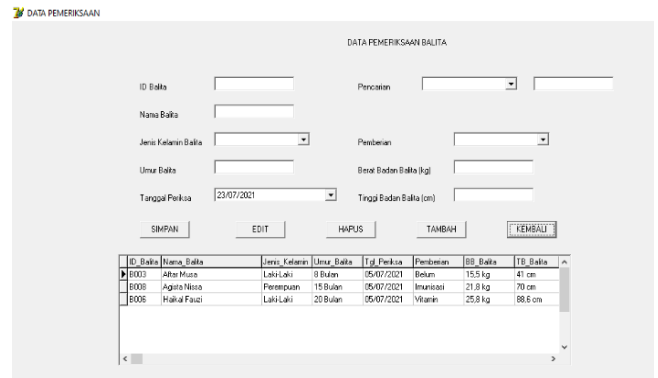 DATA PEMERIKSAAN
DATA PEMERIKSAAN BALITA
ID Balita Pencarian
Nama Balita
Jenis Kelamin Balita Pemberian
Umur Balita Berat Badan Balita (kg)
Tanggal Periksa 23/07/2021 Tinggi Badan Balita (cm)
SIMPAN EDIT HAPUS TAMBAH KEMBALI
ID_Balita Nama_Balita Jenis_Kelamin Umur_Balita Tgl_Periksa Pemberian BB_Balita TB_Balita
B003 Aftar Musa Laki-Laki 8 Bulan 05/07/2021 Belum 15,5 kg 41 cm
B008 Agista Nissa Perempuan 15 Bulan 05/07/2021 Imunisasi 21,8 kg 70 cm
B006 Haikal Fauzi Laki-Laki 20 Bulan 05/07/2021 Vitamin 25,8 kg 88,6 cm